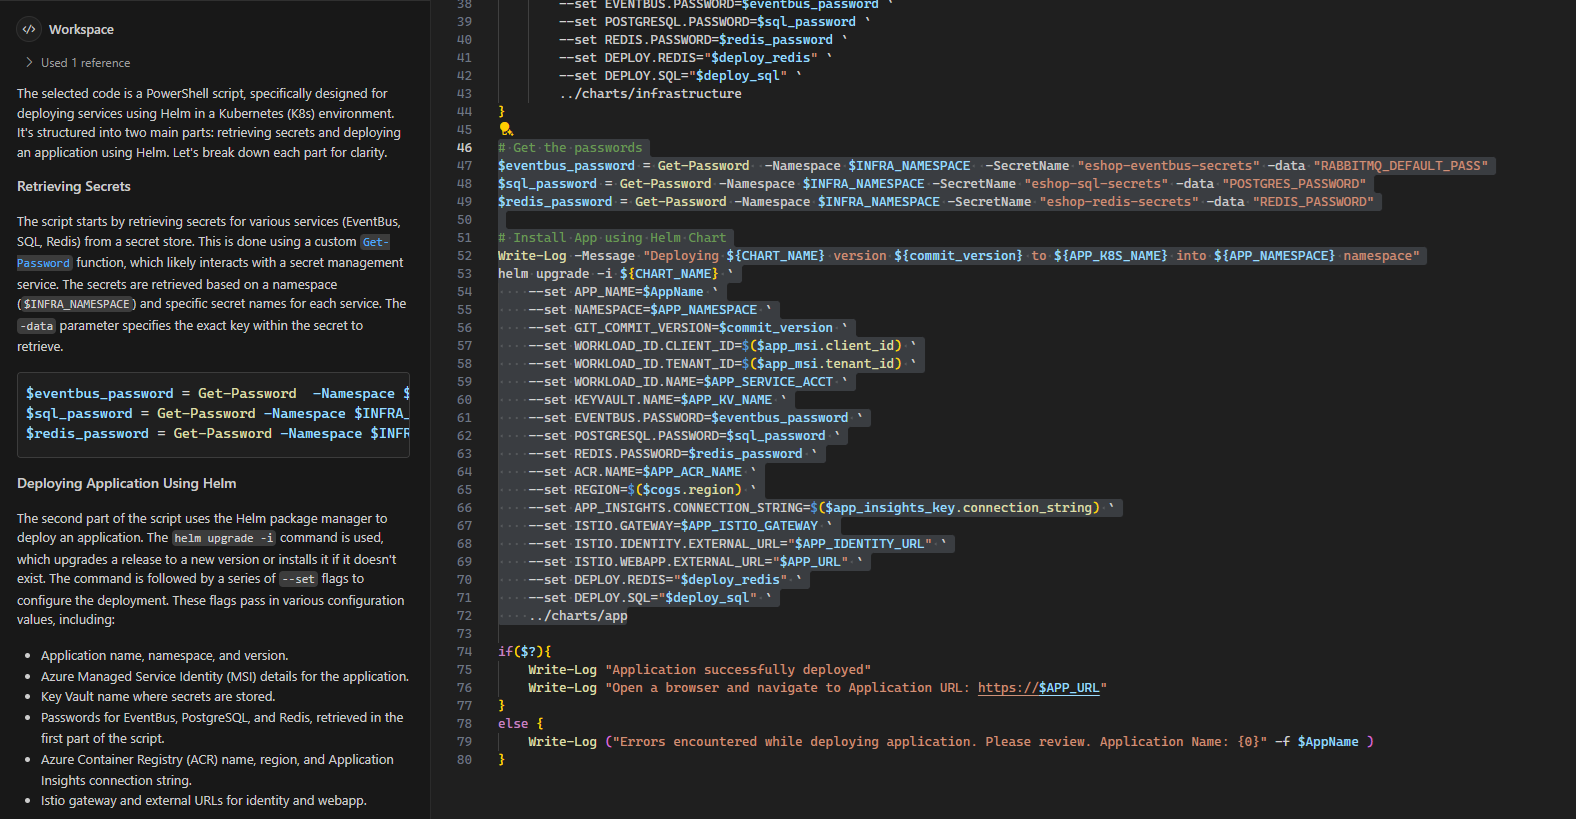 Workspace
Used 1 reference
The selected code is a PowerShell script, specifically designed for
deploying services using Helm in a Kubernetes (K8s) environment.
It's structured into two main parts: retrieving secrets and deploying
an application using Helm. Let's break down each part for clarity.
Retrieving Secrets
The script starts by retrieving secrets for various services (EventBus,
SQL, Redis) from a secret store. This is done using a custom Get-
Password function, which likely interacts with a secret management
service. The secrets are retrieved based on a namespace
($INFRA_NAMESPACE) and specific secret names for each service. The
-data parameter specifies the exact key within the secret to
retrieve.
$eventbus_password = Get-Password  -Namespace $
$sql_password = Get-Password -Namespace $INFRA_
$redis_password = Get-Password -Namespace $INFR
Deploying Application Using Helm
The second part of the script uses the Helm package manager to
deploy an application. The helm upgrade -i command is used,
which upgrades a release to a new version or installs it if it doesn't
exist. The command is followed by a series of --set flags to
configure the deployment. These flags pass in various configuration
values, including:
• Application name, namespace, and version.
• Azure Managed Service Identity (MSI) details for the application.
• Key Vault name where secrets are stored.
• Passwords for EventBus, PostgreSQL, and Redis, retrieved in the
first part of the script.
• Azure Container Registry (ACR) name, region, and Application
Insights connection string.
• Istio gateway and external URLs for identity and webapp.
38 --set EVENTBUS.PASSWORD=$eventbus_password `
39 --set POSTGRESQL.PASSWORD=$sql_password `
40 --set REDIS.PASSWORD=$redis_password `
41 --set DEPLOY.REDIS="$deploy_redis" `
42 --set DEPLOY.SQL="$deploy_sql" `
43 ../charts/infrastructure
44 }
45
46 # Get the passwords
47 $eventbus_password = Get-Password  -Namespace $INFRA_NAMESPACE  -SecretName "eshop-eventbus-secrets" -data "RABBITMQ_DEFAULT_PASS"
48 $sql_password = Get-Password -Namespace $INFRA_NAMESPACE -SecretName "eshop-sql-secrets" -data "POSTGRES_PASSWORD"
49 $redis_password = Get-Password -Namespace $INFRA_NAMESPACE -SecretName "eshop-redis-secrets" -data "REDIS_PASSWORD"
50
51 # Install App using Helm Chart
52 Write-Log -Message "Deploying ${CHART_NAME} version ${commit_version} to ${APP_K8S_NAME} into ${APP_NAMESPACE} namespace"
53 helm upgrade -i ${CHART_NAME} `
54 --set APP_NAME=$AppName `
55 --set NAMESPACE=$APP_NAMESPACE `
56 --set GIT_COMMIT_VERSION=$commit_version `
57 --set WORKLOAD_ID.CLIENT_ID=$($app_msi.client_id) `
58 --set WORKLOAD_ID.TENANT_ID=$($app_msi.tenant_id) `
59 --set WORKLOAD_ID.NAME=$APP_SERVICE_ACCT `
60 --set KEYVAULT.NAME=$APP_KV_NAME `
61 --set EVENTBUS.PASSWORD=$eventbus_password `
62 --set POSTGRESQL.PASSWORD=$sql_password `
63 --set REDIS.PASSWORD=$redis_password `
64 --set ACR.NAME=$APP_ACR_NAME `
65 --set REGION=$($cogs.region) `
66 --set APP_INSIGHTS.CONNECTION_STRING=$($app_insights_key.connection_string) `
67 --set ISTIO.GATEWAY=$APP_ISTIO_GATEWAY `
68 --set ISTIO.IDENTITY.EXTERNAL_URL="$APP_IDENTITY_URL" `
69 --set ISTIO.WEBAPP.EXTERNAL_URL="$APP_URL" `
70 --set DEPLOY.REDIS="$deploy_redis" `
71 --set DEPLOY.SQL="$deploy_sql" `
72 ../charts/app
73
74 if($?){
75 Write-Log "Application successfully deployed"
76 Write-Log "Open a browser and navigate to Application URL: https://$APP_URL"
77 }
78 else {
79 Write-Log ("Errors encountered while deploying application. Please review. Application Name: {0}" -f $AppName )
80 }